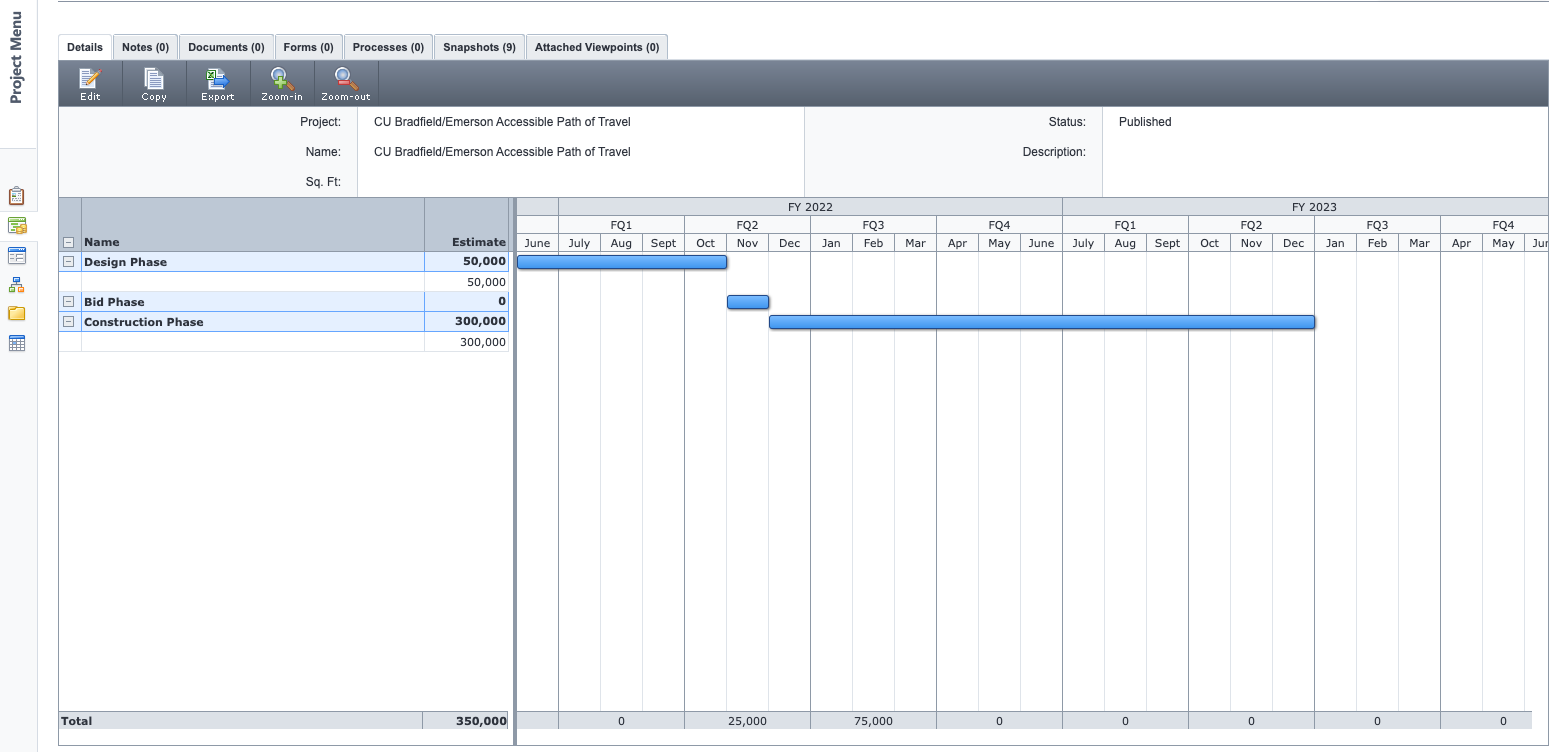 Project Menu
Details Notes (0) Documents (0) Forms (0) Processes (0) Snapshots (9) Attached Viewpoints (0)
Edit Copy Export Zoom-in Zoom-out
Project: CU Bradfield/Emerson Accessible Path of Travel Status: Published
Name: CU Bradfield/Emerson Accessible Path of Travel Description:
Sq. Ft:
FY 2022 FY 2023
FQ1 FQ2 FQ3 FQ4 FQ1 FQ2 FQ3 FQ4
Name Estimate June July Aug Sept Oct Nov Dec Jan Feb Mar Apr May June July Aug Sept Oct Nov Dec Jan Feb Mar Apr May Jur
Design Phase 50,000
50,000
Bid Phase 0
Construction Phase 300,000
300,000
Total 350,000 0 25,000 75,000 0 0 0 0 0